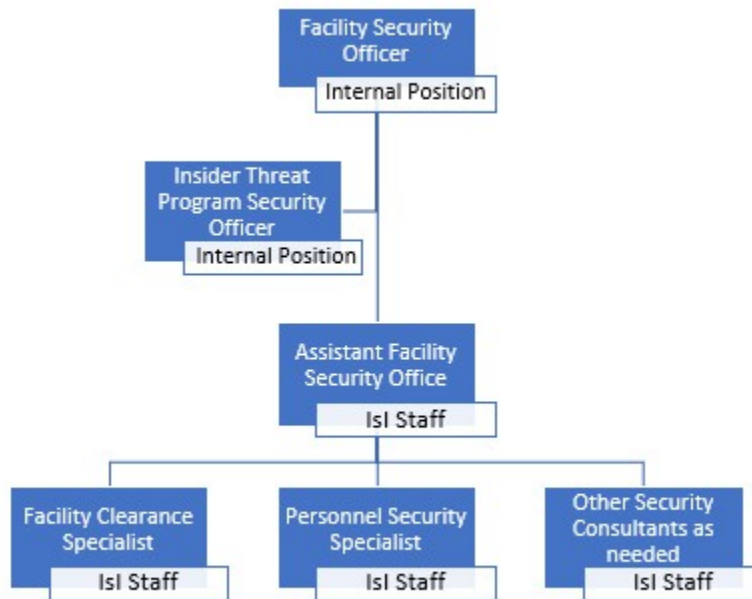 Facility Security
Officer
Internal Position
Insider Threat
Program Security
Officer
Internal Position
Assistant Facility
Security Office
IsI Staff
Facility Clearance
Specialist
IsI Staff
Personnel Security
Specialist
IsI Staff
Other Security
Consultants as
needed
IsI Staff